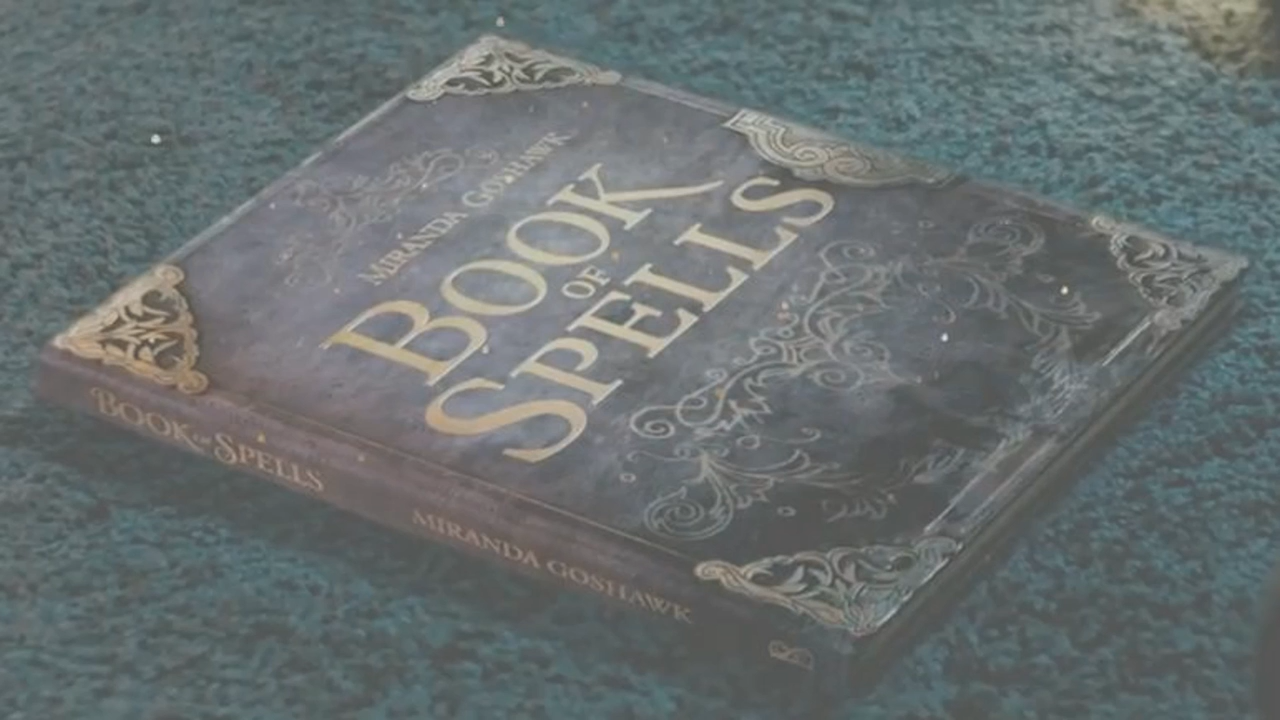 MIRANDA GOSHAWK
BOOK
OF
SPELLS
BOOK OF SPELLS
MIRANDA GOSHAWK